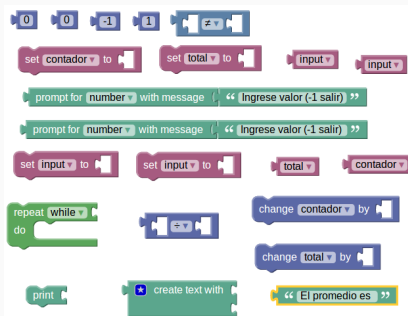 0 0 -1 1 ≠
set contador ▾ to set total ▾ to input ▾ input ▾
prompt for number ▾ with message “ Ingrese valor (-1 salir) ”
prompt for number ▾ with message “ Ingrese valor (-1 salir) ”
set input ▾ to set input ▾ to total ▾ contador ▾
repeat while ▾
do
÷ ▾
change contador ▾ by
change total ▾ by
print create text with “ El promedio es ”